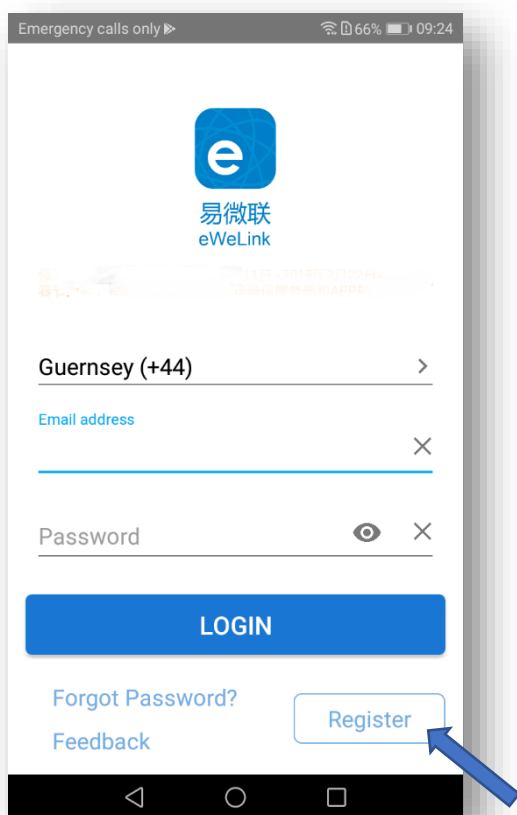 Emergency calls only 66% 09:24
e
易微联
eWeLink
Guernsey (+44)
Email address
Password
LOGIN
Forgot Password?
Register
Feedback